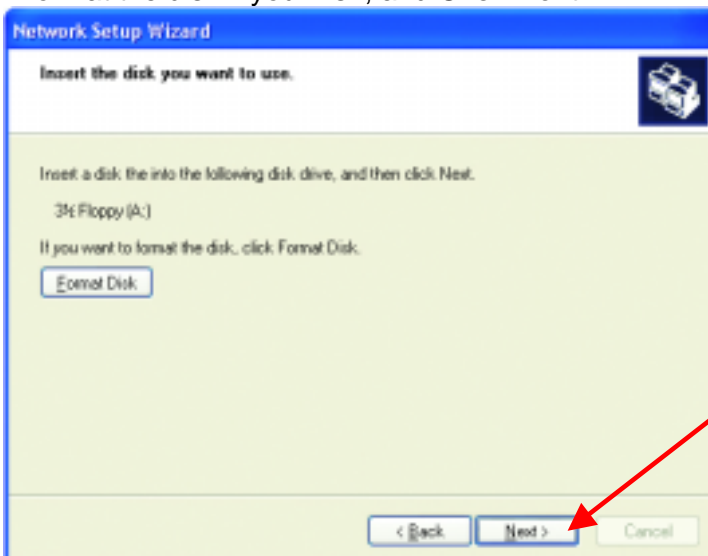 Network Setup Wizard
Insert the disk you want to use.
Insert a disk the into the following disk drive, and then click Next.
3½ Floppy (A:)
If you want to format the disk, click Format Disk.
Format Disk
< Back Next > Cancel